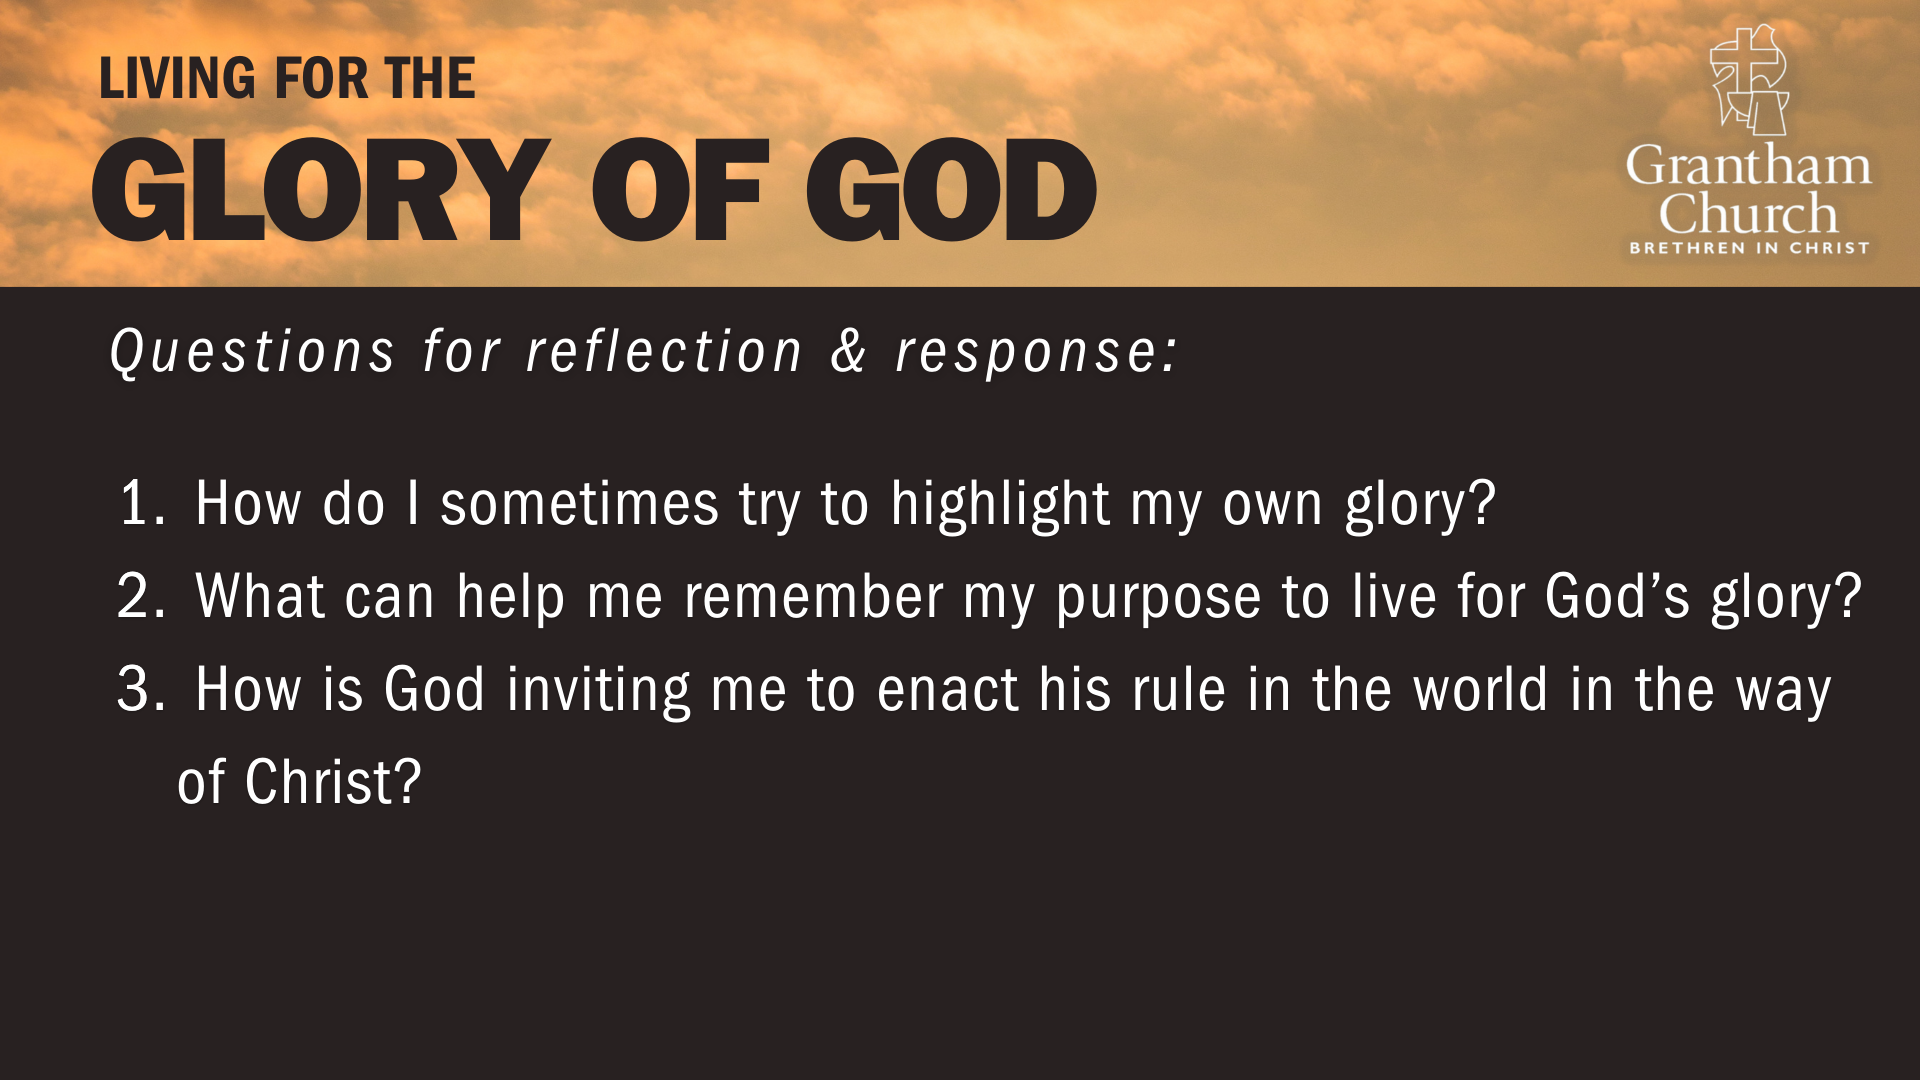 LIVING FOR THE
GLORY OF GOD
Grantham
Church
BRETHREN IN CHRIST
Questions for reflection & response:
1. How do I sometimes try to highlight my own glory?
2. What can help me remember my purpose to live for God’s glory?
3. How is God inviting me to enact his rule in the world in the way
of Christ?